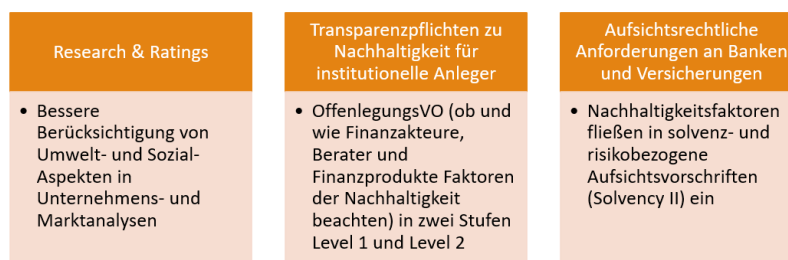 Research & Ratings
• Bessere
Berücksichtigung von
Umwelt- und Sozial-
Aspekten in
Unternehmens- und
Marktanalysen
Transparenzpflichten zu
Nachhaltigkeit für
institutionelle Anleger
• OffenlegungsVO (ob und
wie Finanzakteure,
Berater und
Finanzprodukte Faktoren
der Nachhaltigkeit
beachten) in zwei Stufen
Level 1 und Level 2
Aufsichtsrechtliche
Anforderungen an Banken
und Versicherungen
• Nachhaltigkeitsfaktoren
fließen in solvenz- und
risikobezogene
Aufsichtsvorschriften
(Solvency II) ein